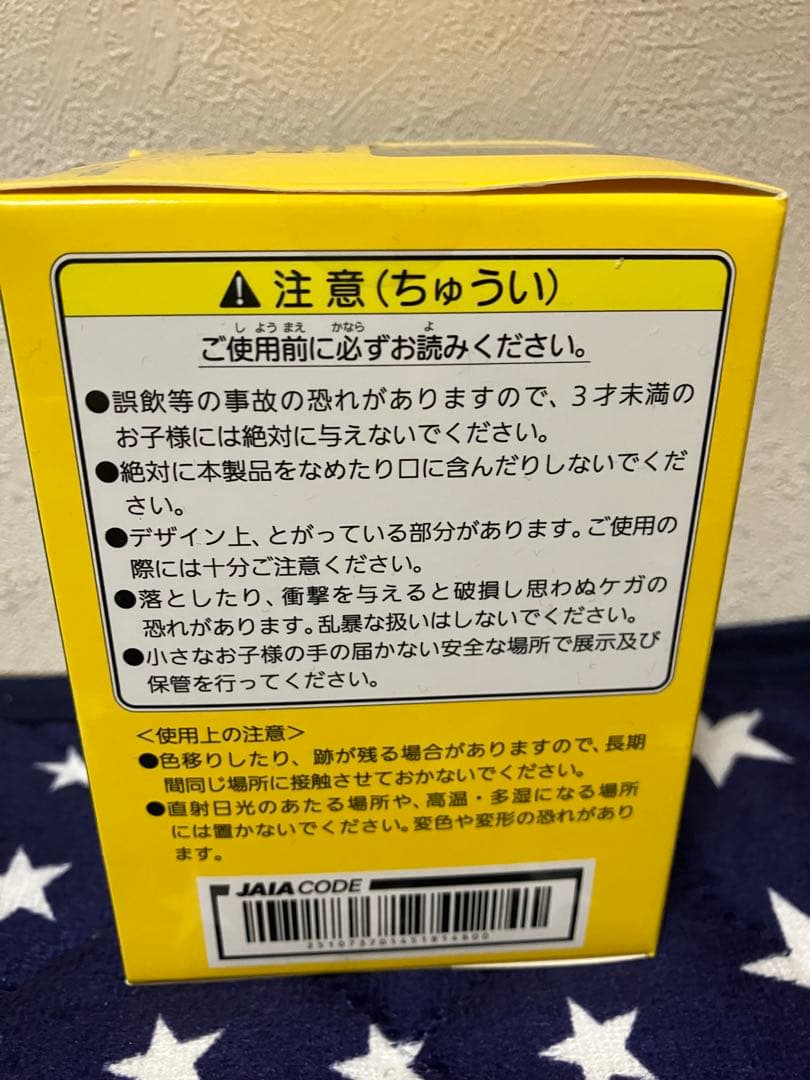 注意(ちゅうい)
ご使用前に必ずお読みください。
●誤飲等の事故の恐れがありますので、3才未満の
お子様には絶対に与えないでください。
●絶対に本製品をなめたり口に含んだりしないでくだ
さい。
●デザイン上、とがっている部分があります。ご使用の
際には十分ご注意ください。
●落としたり、衝撃を与えると破損し思わぬケガの
恐れがあります。乱暴な扱いはしないでください。
●小さなお子様の手の届かない安全な場所で展示及び
保管を行ってください。
<使用上の注意>
●色移りしたり、跡が残る場合がありますので、長期
間同じ場所に接触させておかないでください。
●直射日光のあたる場所や、高温・多湿になる場所
には置かないでください。変色や変形の恐れがあり
ます。
JAIA CODE